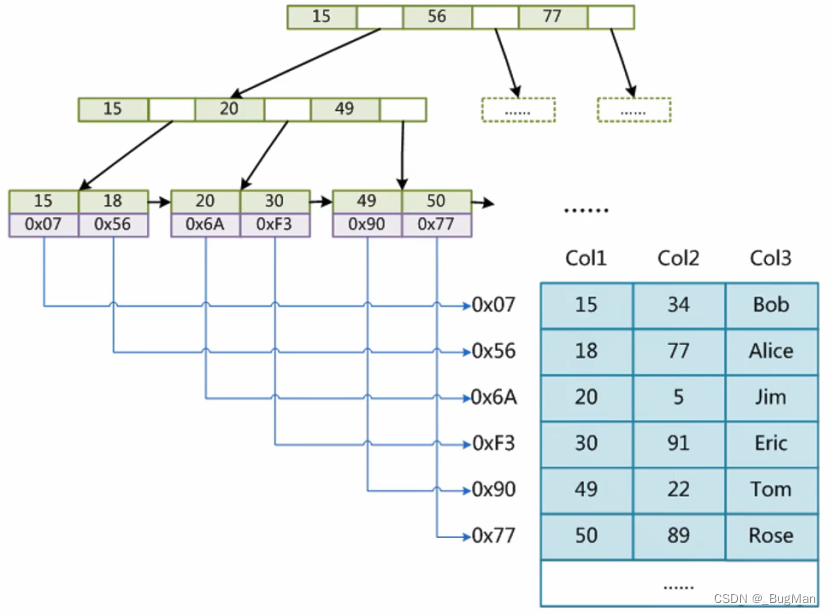 15 56 77
15 20 49 ...... ......
15 18 20 30 49 50
0x07 0x56 0x6A 0xF3 0x90 0x77
......
Col1 Col2 Col3
0x07 15 34 Bob
0x56 18 77 Alice
0x6A 20 5 Jim
0xF3 30 91 Eric
0x90 49 22 Tom
0x77 50 89 Rose
......
CSDN @_BugMan